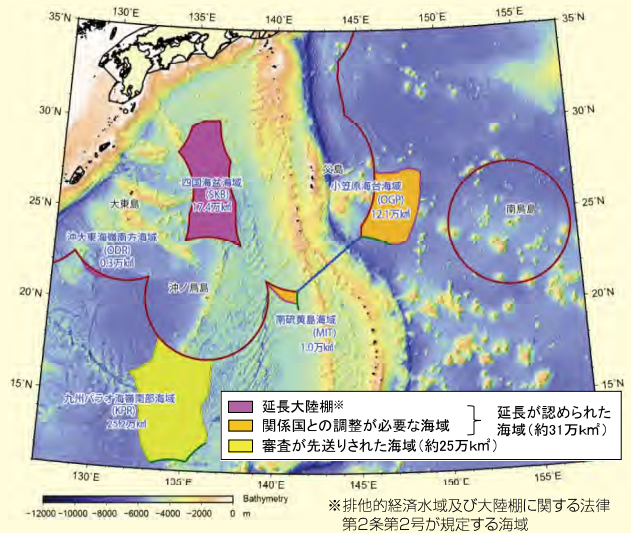 35°N
130°E
135°E
140°E
145°E
150°E
155°E
35°N
30°N
30°N
四国海盆海域
(SKB)
17.4万km²
父島
小笠原海台海域
(OGP)
12.1万km²
25°N
25°N
大東島
南鳥島
沖大東海嶺南方海域
(ODR)
0.3万km²
20°N
20°N
沖ノ鳥島
南硫黄島海域
(MIT)
1.0万km²
15°N
15°N
九州パラオ海嶺南部海域
(KPR)
25.2万km²
延長大陸棚※
関係国との調整が必要な海域
延長が認められた
海域(約31万km²)
審査が先送りされた海域(約25万km²)
130°E
135°E
140°E
145°E
150°E
155°E
Bathymetry
-12000 -10000 -8000 -6000 -4000 -2000 0 m
※排他的経済水域及び大陸棚に関する法律
第2条第2号が規定する海域